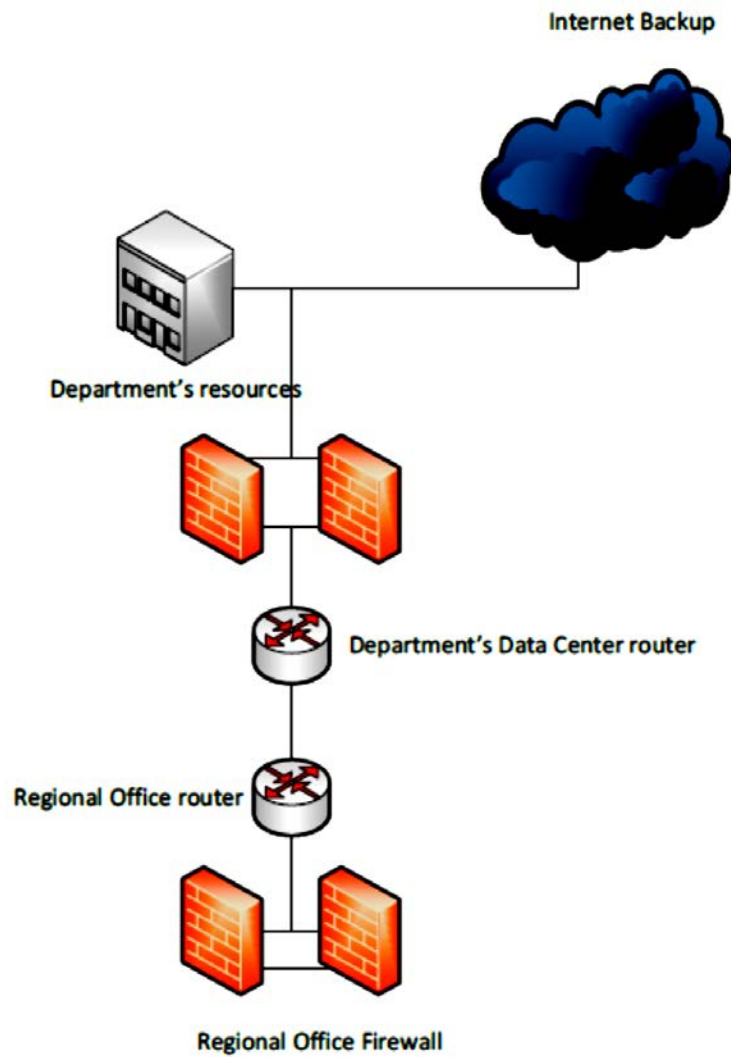 Internet Backup
Department’s resources
Department’s Data Center router
Regional Office router
Regional Office Firewall